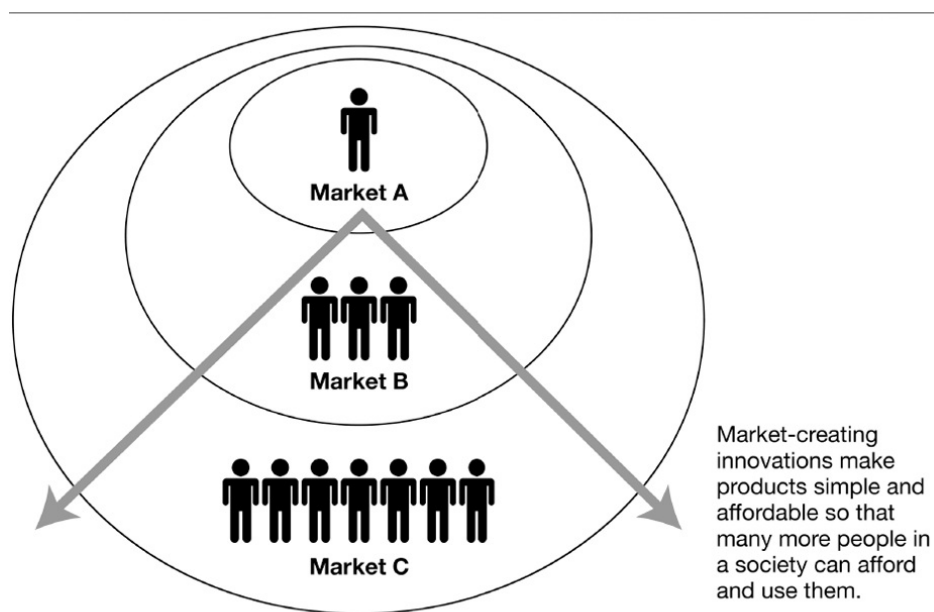 Market A
Market B
Market C
Market-creating
innovations make
products simple and
affordable so that
many more people in
a society can afford
and use them.